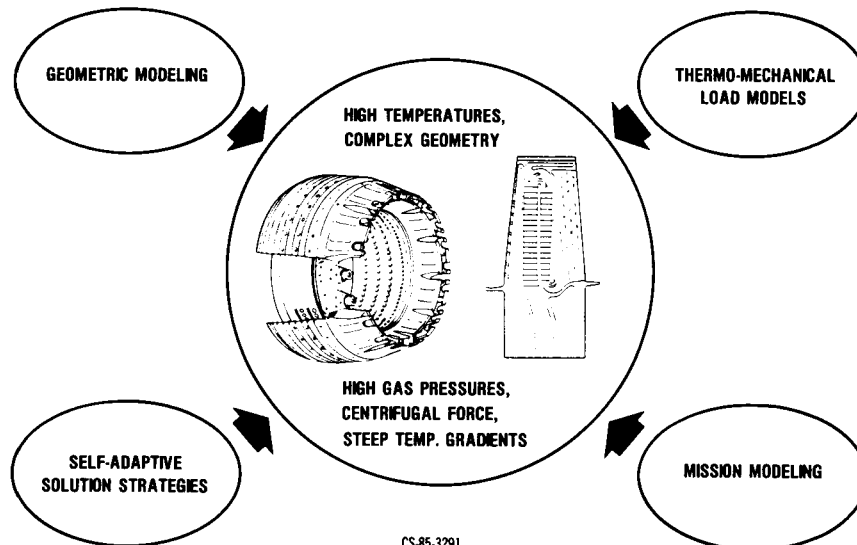 GEOMETRIC MODELING
THERMO-MECHANICAL
LOAD MODELS
HIGH TEMPERATURES,
COMPLEX GEOMETRY
HIGH GAS PRESSURES,
CENTRIFUGAL FORCE,
STEEP TEMP. GRADIENTS
SELF-ADAPTIVE
SOLUTION STRATEGIES
MISSION MODELING
CS-85-3291